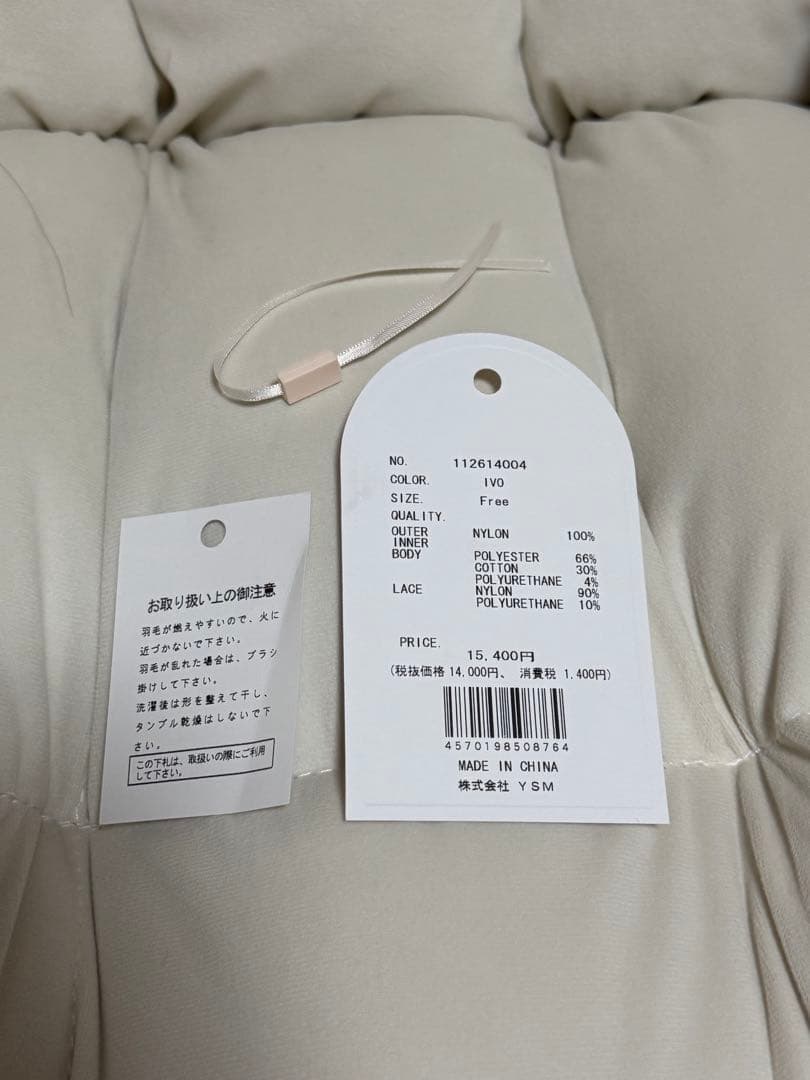 お取り扱い上の御注意
羽毛が燃えやすいので、火に
近づかないで下さい。
羽毛が乱れた場合は、ブラシ
掛けして下さい。
洗濯後は形を整えて干し、
タンブル乾燥はしないで下
さい。
この下札は、取扱いの際にご利用
して下さい。
NO. 112614004
COLOR. IVO
SIZE. Free
QUALITY.
OUTER NYLON 100%
INNER
BODY POLYESTER 66%
COTTON 30%
POLYURETHANE 4%
LACE NYLON 90%
POLYURETHANE 10%
PRICE.
15,400円
(税抜価格 14,000円、 消費税 1,400円)
4570198508764
MADE IN CHINA
株式会社 YSM